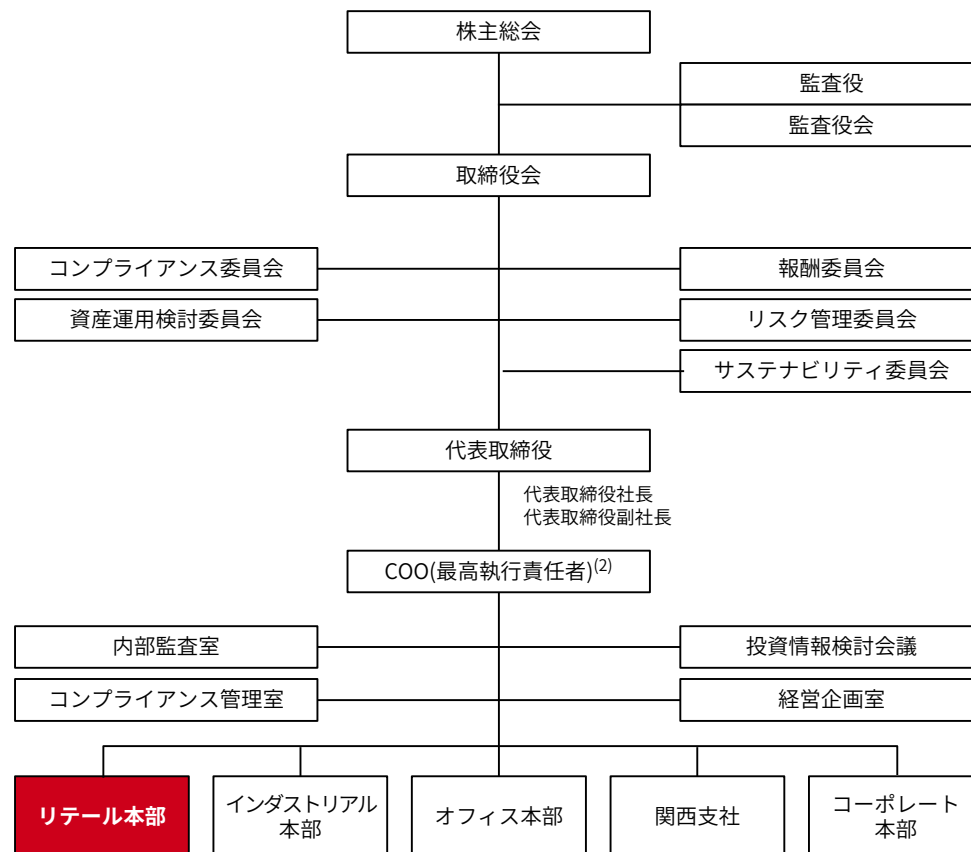 株主総会
監査役
監査役会
取締役会
コンプライアンス委員会
報酬委員会
資産運用検討委員会
リスク管理委員会
サステナビリティ委員会
代表取締役
代表取締役社長
代表取締役副社長
COO(最高執行責任者)(2)
内部監査室
投資情報検討会議
コンプライアンス管理室
経営企画室
リテール本部
インダストリアル
本部
オフィス本部
関西支社
コーポレート
本部